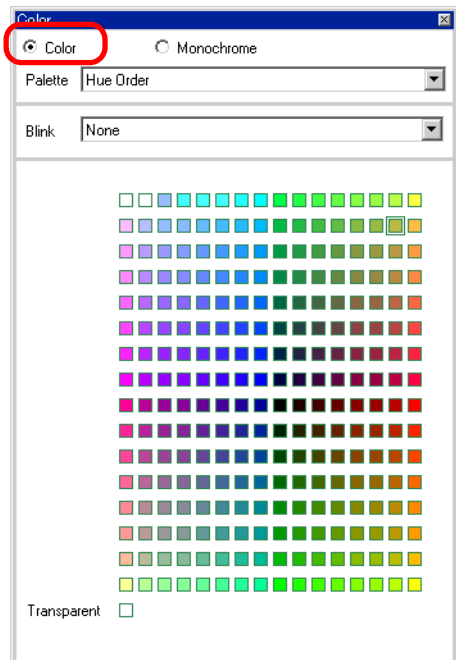 Color
Color Monochrome
Palette Hue Order
Blink None
Transparent